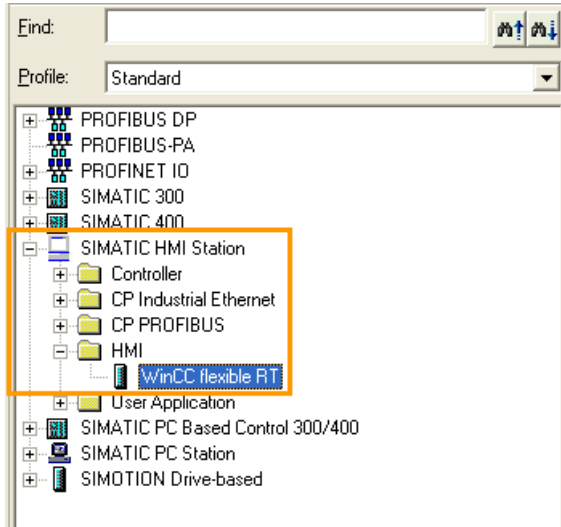 Find:
Profile: Standard
PROFIBUS DP
PROFIBUS-PA
PROFINET IO
SIMATIC 300
SIMATIC 400
SIMATIC HMI Station
Controller
CP Industrial Ethernet
CP PROFIBUS
HMI
WinCC flexible RT
User Application
SIMATIC PC Based Control 300/400
SIMATIC PC Station
SIMOTION Drive-based